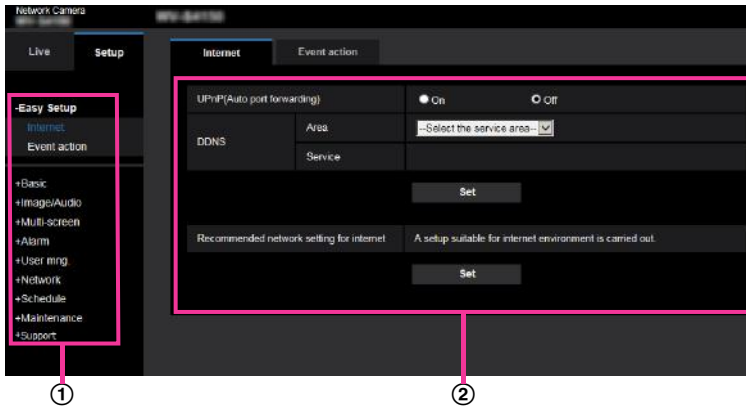 Network Camera
Live
Setup
Internet
Event action
-Easy Setup
Internet
Event action
+Basic
+Image/Audio
+Multi-screen
+Alarm
+User mng.
+Network
+Schedule
+Maintenance
+Support
UPnP(Auto port forwarding)
On
Off
DDNS
Area
--Select the service area--
Service
Set
Recommended network setting for internet
A setup suitable for internet environment is carried out.
Set
①
②